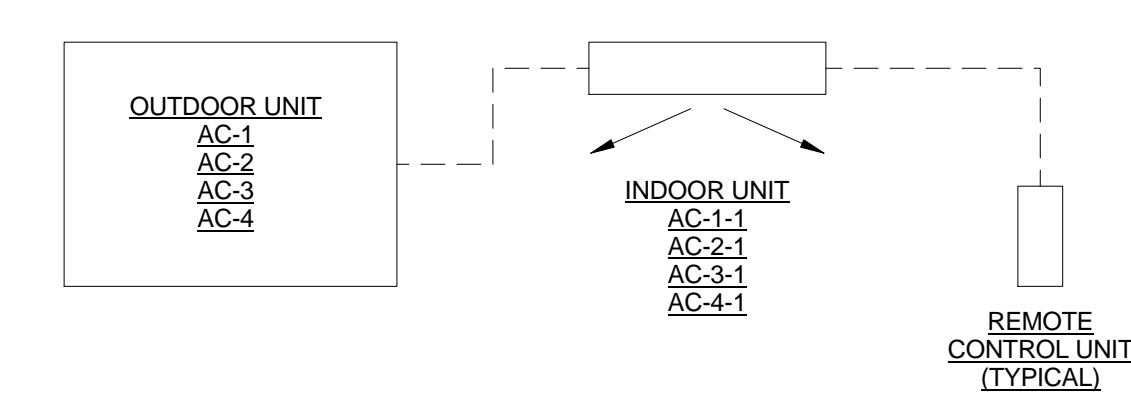 OUTDOOR UNIT
AC-1
AC-2
AC-3
AC-4
INDOOR UNIT
AC-1-1
AC-2-1
AC-3-1
AC-4-1
REMOTE
CONTROL UNIT
(TYPICAL)